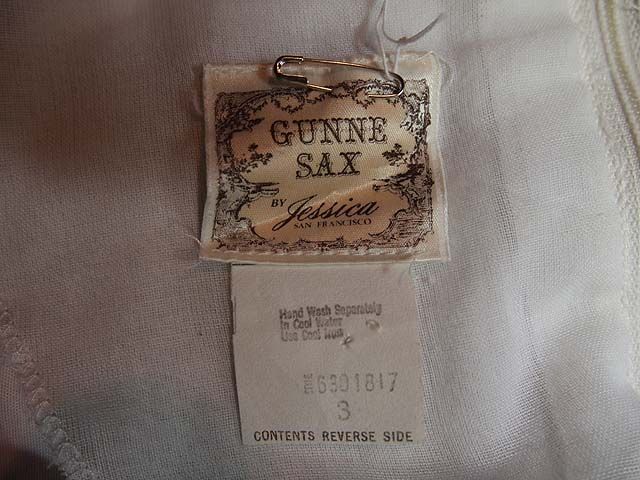 GUNNE
SAX
BY Jessica
SAN FRANCISCO
Hand Wash Separately
In Cool Water
Use Cool Iron
RN 6301817
3
CONTENTS REVERSE SIDE